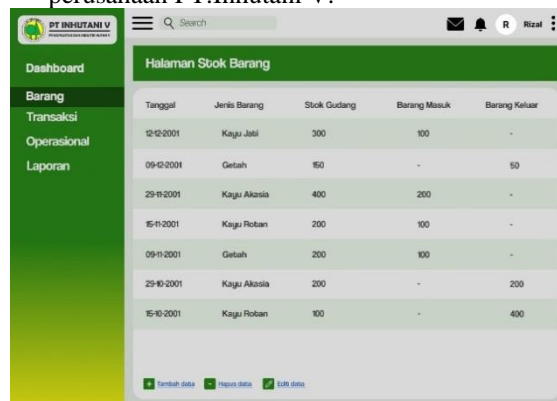 perusahaan PT.Inhutani V.
PT INHUTANI V
Search
R Rizal
Dashboard
Barang
Transaksi
Operasional
Laporan
Halaman Stok Barang
Tanggal Jenis Barang Stok Gudang Barang Masuk Barang Keluar
12-12-2001 Kayu Jati 300 100 -
09-12-2001 Getah 150 - 50
29-11-2001 Kayu Akasia 400 200 -
15-11-2001 Kayu Roban 200 100 -
09-11-2001 Getah 200 100 -
29-10-2001 Kayu Akasia 200 - 200
15-10-2001 Kayu Roban 100 - 400
Tambah data Hapus data Edit data